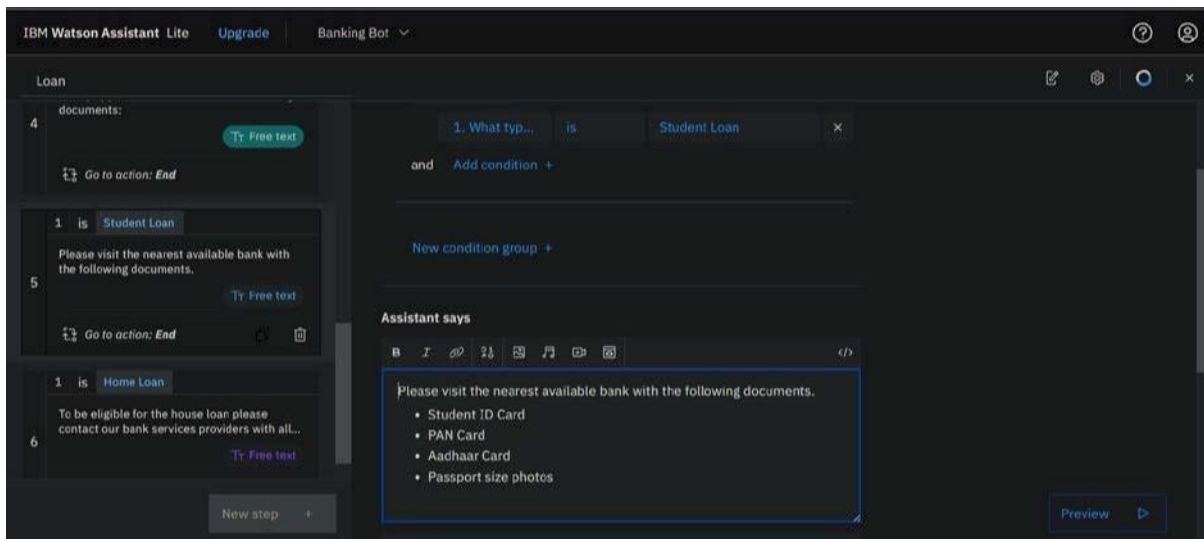 IBM Watson Assistant Lite Upgrade Banking Bot
Loan
4
documents:
Free text
Go to action: End
1 is Student Loan
Please visit the nearest available bank with
the following documents.
5
Free text
Go to action: End
1 is Home Loan
To be eligible for the house loan please
contact our bank services providers with all...
6
Free text
New step +
1. What typ... is Student Loan ×
and Add condition +
New condition group +
Assistant says
B I </>
Please visit the nearest available bank with the following documents.
• Student ID Card
• PAN Card
• Aadhaar Card
• Passport size photos
Preview